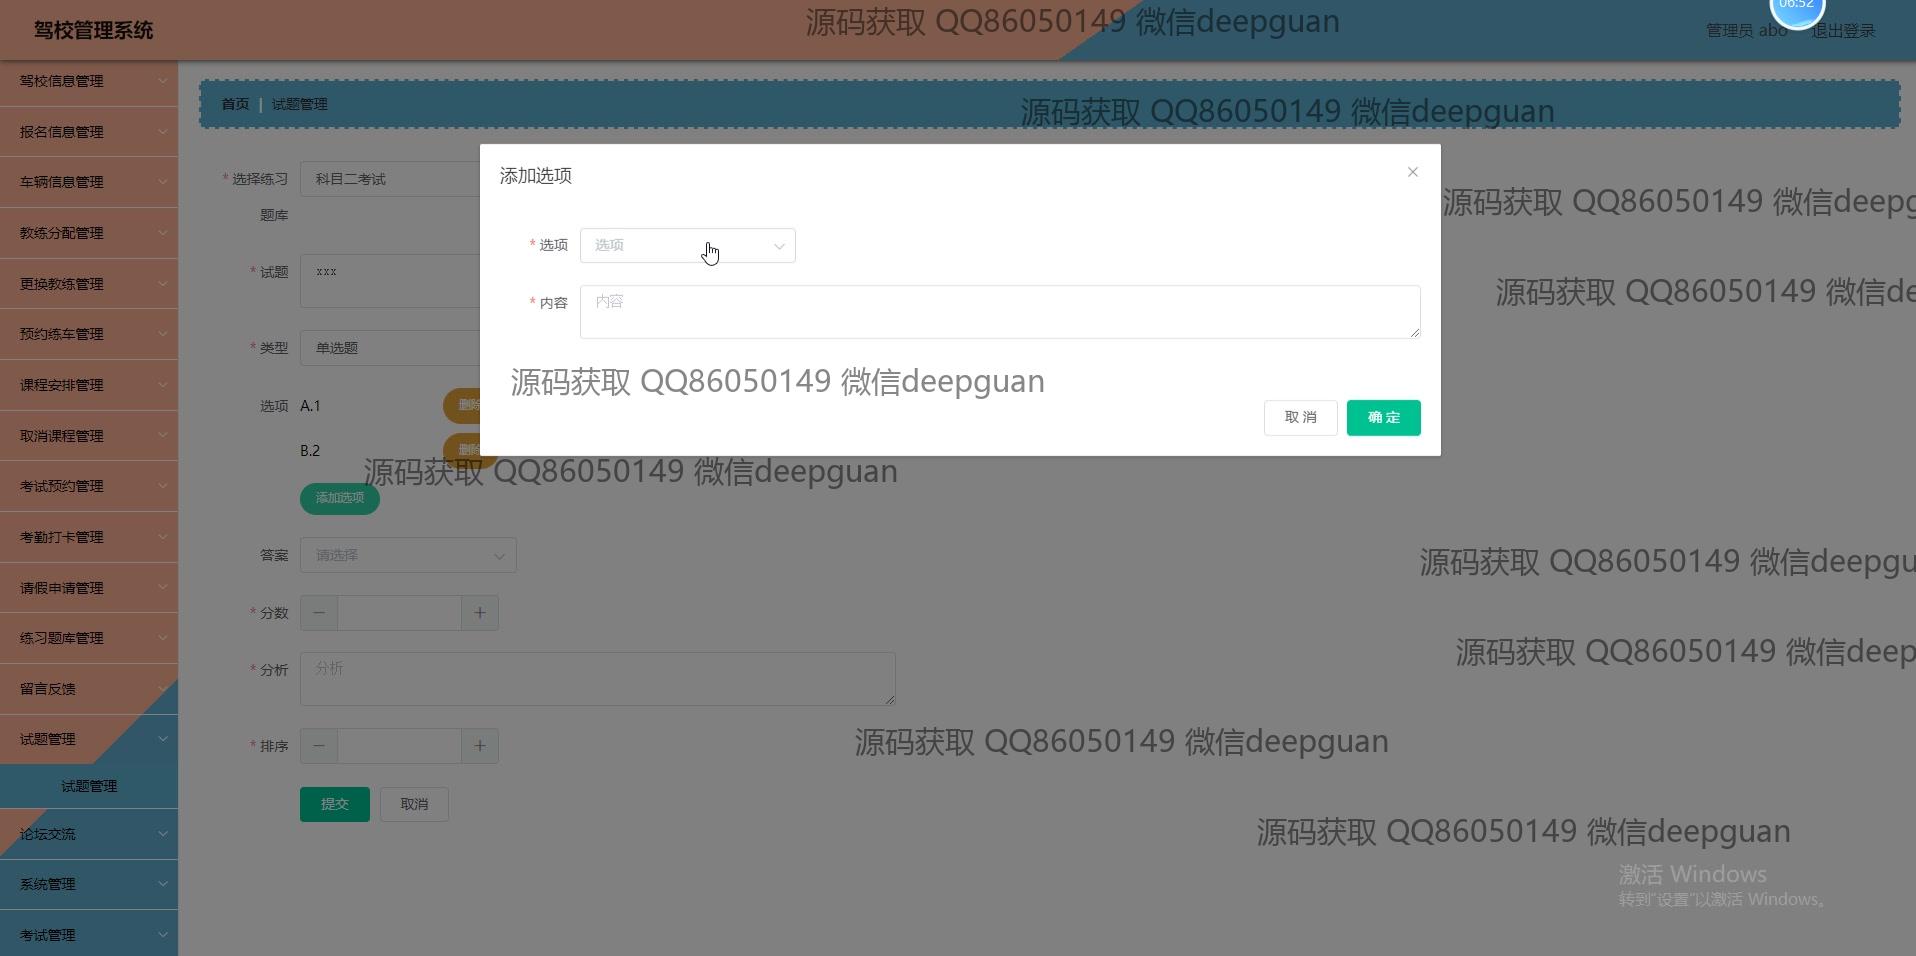 驾校管理系统
源码获取 QQ86050149 微信deepguan
06:52
管理员 abo
退出登录
首页 | 试题管理
源码获取 QQ86050149 微信deepguan
驾校信息管理
报名信息管理
车辆信息管理
教练分配管理
更换教练管理
预约练车管理
课程安排管理
取消课程管理
考试预约管理
考勤打卡管理
请假申请管理
练习题库管理
留言反馈
试题管理
试题管理
论坛交流
系统管理
考试管理
* 选择练习题库
科目二考试
* 试题
xxx
* 类型
单选题
选项
A.1
删除
B.2
删除
添加选项
答案
请选择
* 分数
* 分析
分析
* 排序
提交
取消
添加选项
* 选项
选项
* 内容
内容
源码获取 QQ86050149 微信deepguan
取消
确定
源码获取 QQ86050149 微信deepg
源码获取 QQ86050149 微信de
源码获取 QQ86050149 微信deepguan
源码获取 QQ86050149 微信deepgu
源码获取 QQ86050149 微信deep
源码获取 QQ86050149 微信deepguan
源码获取 QQ86050149 微信deepguan
激活 Windows
转到"设置"以激活 Windows。